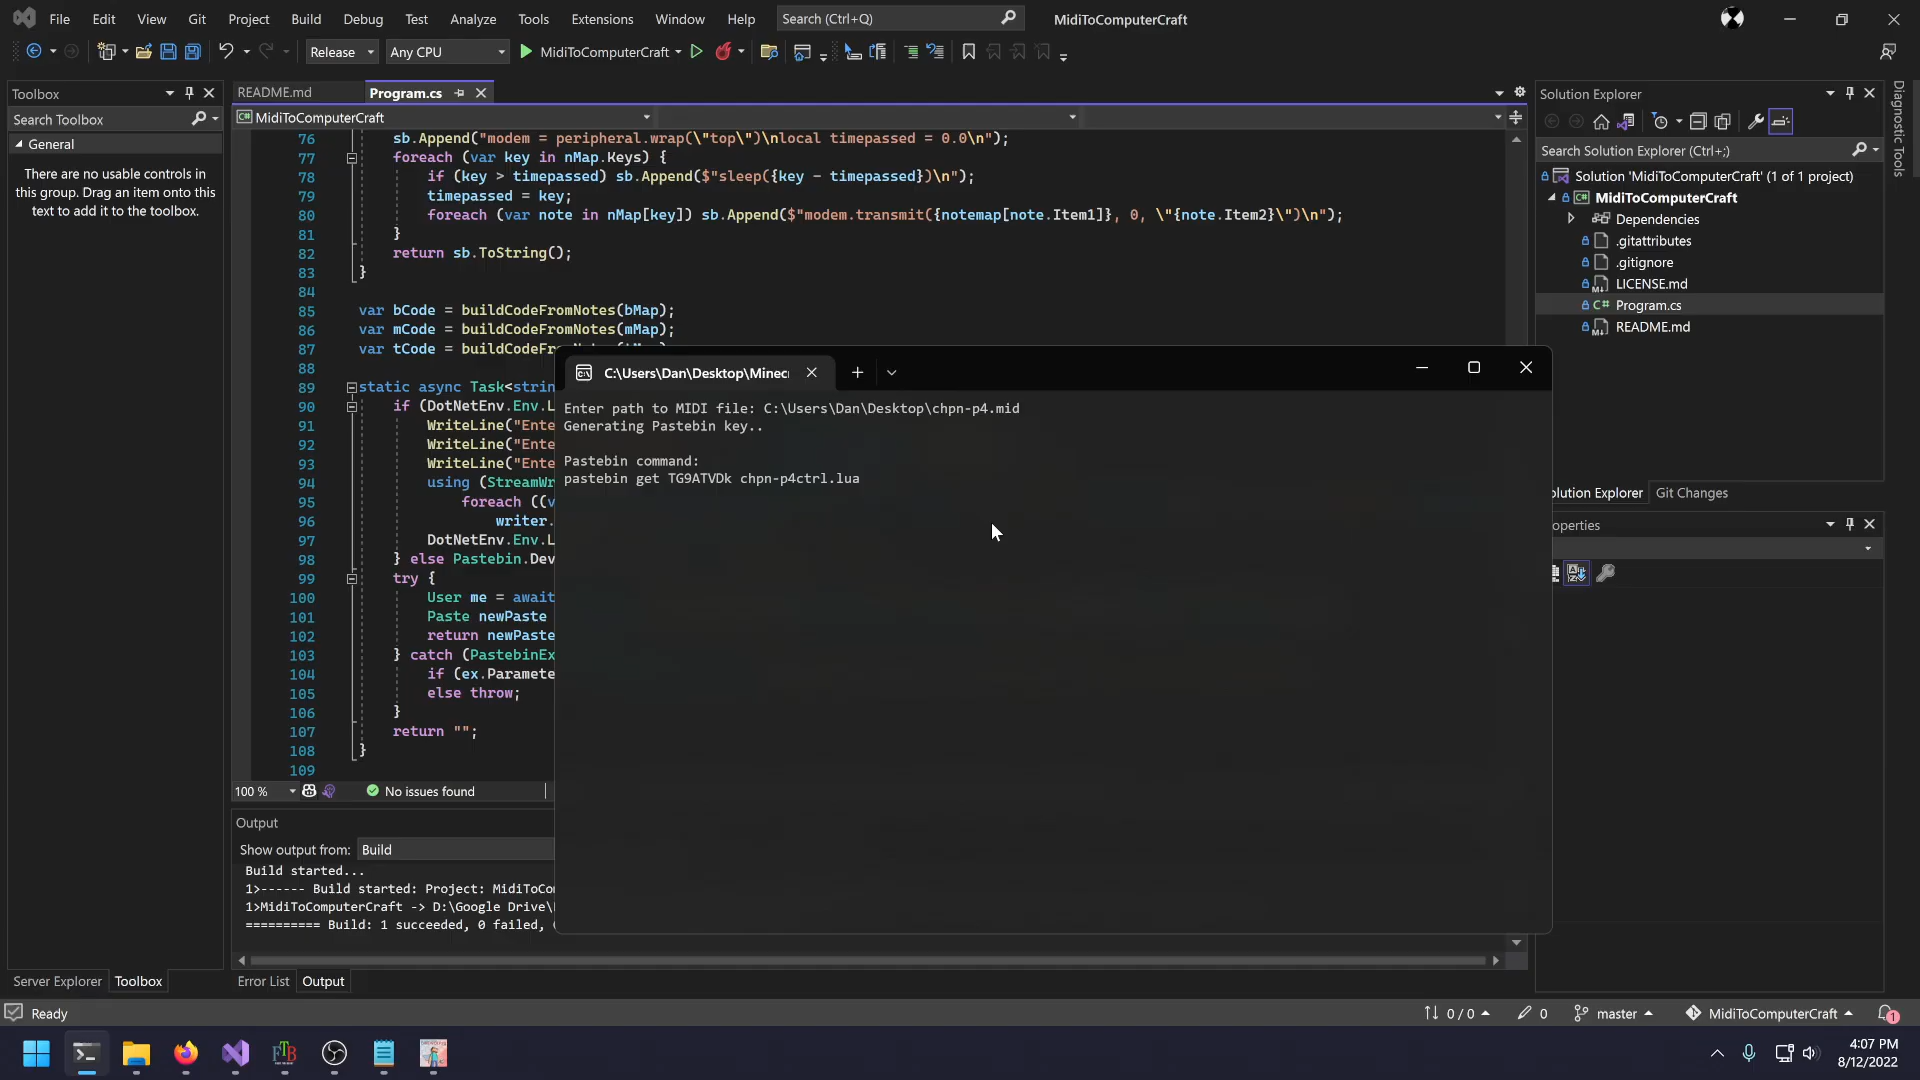 File Edit View Git Project Build Debug Test Analyze Tools Extensions Window Help Search (Ctrl+Q) MidiToComputerCraft
Release Any CPU MidiToComputerCraft
Toolbox
Search Toolbox
General
There are no usable controls in
this group. Drag an item onto this
text to add it to the toolbox.
README.md Program.cs
MidiToComputerCraft
76 sb.Append("modem = peripheral.wrap(\"top\")\nlocal timepassed = 0.0\n");
77 foreach (var key in nMap.Keys) {
78 if (key > timepassed) sb.Append($"sleep({key - timepassed})\n");
79 timepassed = key;
80 foreach (var note in nMap[key]) sb.Append($"modem.transmit({notemap[note.Item1]}, 0, \"{note.Item2}\")\n");
81 }
82 return sb.ToString();
83 }
84
85 var bCode = buildCodeFromNotes(bMap);
86 var mCode = buildCodeFromNotes(mMap);
87 var tCode = buildCodeFr
88
89 static async Task<strin
90 if (DotNetEnv.Env.L
91 WriteLine("Ente
92 WriteLine("Ente
93 WriteLine("Ente
94 using (StreamWr
95 foreach ((v
96 writer.
97 DotNetEnv.Env.L
98 } else Pastebin.Dev
99 try {
100 User me = await
101 Paste newPaste
102 return newPaste
103 } catch (PastebinEx
104 if (ex.Paramete
105 else throw;
106 }
107 return "";
108 }
109
100 % No issues found
C:\Users\Dan\Desktop\Minec
Enter path to MIDI file: C:\Users\Dan\Desktop\chpn-p4.mid
Generating Pastebin key..
Pastebin command:
pastebin get TG9ATVDk chpn-p4ctrl.lua
Output
Show output from: Build
Build started...
1>------ Build started: Project: MidiToCo
1>MidiToComputerCraft -> D:\Google Drive\
========== Build: 1 succeeded, 0 failed,
Server Explorer Toolbox Error List Output
Solution Explorer
Search Solution Explorer (Ctrl+;)
Solution 'MidiToComputerCraft' (1 of 1 project)
MidiToComputerCraft
Dependencies
.gitattributes
.gitignore
LICENSE.md
Program.cs
README.md
olution Explorer Git Changes
operties
Diagnostic Tools
Ready 0 / 0 0 master MidiToComputerCraft 1
FTB
4:07 PM
8/12/2022